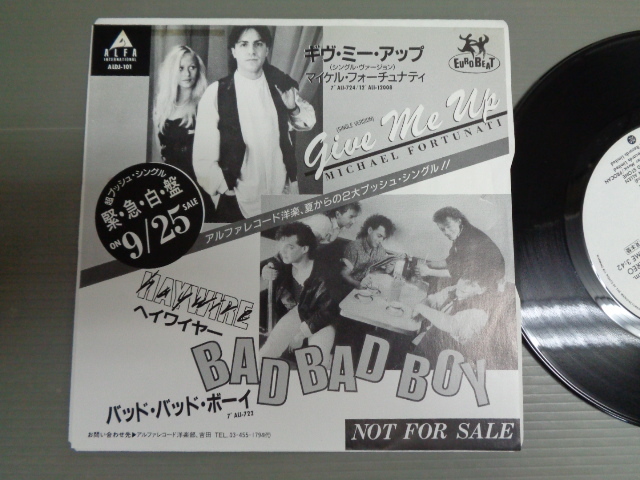 ALFA
INTERNATIONAL
ALDJ-101
ギヴ・ミー・アップ
(シングル・ヴァージョン)
マイケル・フォーチュナティ
7" ALI-724/12" ALI-12008
EUROBEAT
(SINGLE VERSION)
Give Me Up
MICHAEL FORTUNATI
超プッシュ・シングル
緊・急・白・盤
ON 9/25 SALE
アルファレコード洋楽、夏からの2大プッシュ・シングル!!
HAYWIRE
ヘイワイヤー
BAD BAD BOY
バッド・バッド・ボーイ
7" ALI-722
お問い合わせ先▶アルファレコード洋楽部、吉田 TEL, 33-455-1794(代)
NOT FOR SALE
3:42